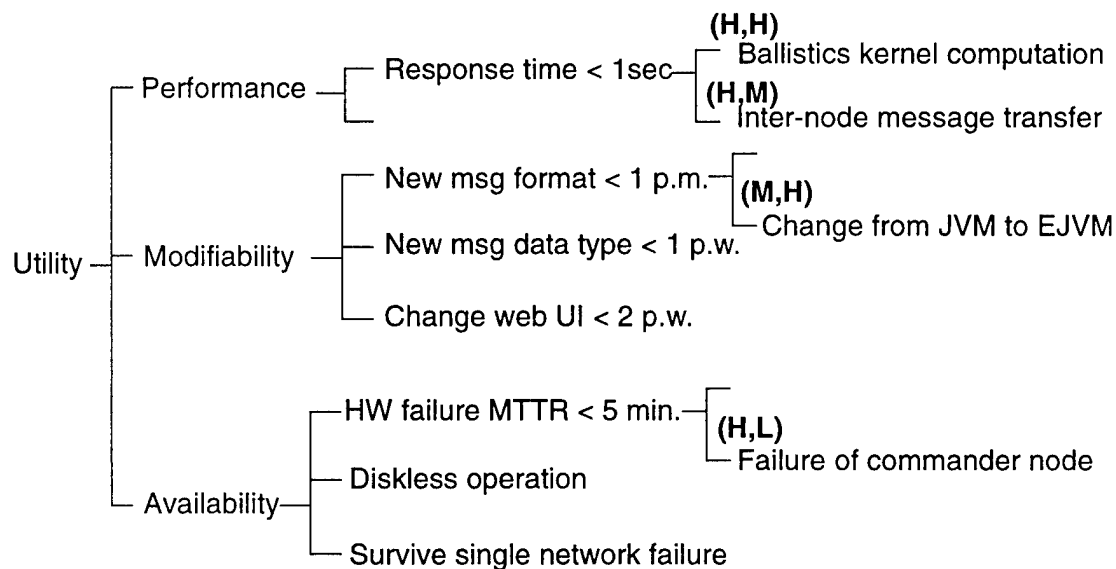 (H,H)
Ballistics kernel computation
Response time < 1sec
Performance
(H,M)
Inter-node message transfer
New msg format < 1 p.m.
(M,H)
Change from JVM to EJVM
New msg data type < 1 p.w.
Utility
Modifiability
Change web UI < 2 p.w.
HW failure MTTR < 5 min.
(H,L)
Failure of commander node
Diskless operation
Availability
Survive single network failure